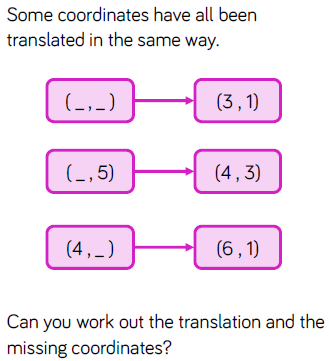 Some coordinates have all been
translated in the same way.
(_,_) (3,1)
(_,5) (4,3)
(4,_) (6,1)
Can you work out the translation and the
missing coordinates?